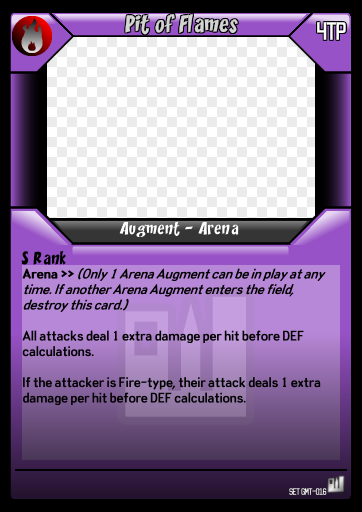 Pit of Flames
4TP
Augment - Arena
S Rank
Arena >> (Only 1 Arena Augment can be in play at any
time. If another Arena Augment enters the field,
destroy this card.)
All attacks deal 1 extra damage per hit before DEF
calculations.
If the attacker is Fire-type, their attack deals 1 extra
damage per hit before DEF calculations.
SET GMT-016